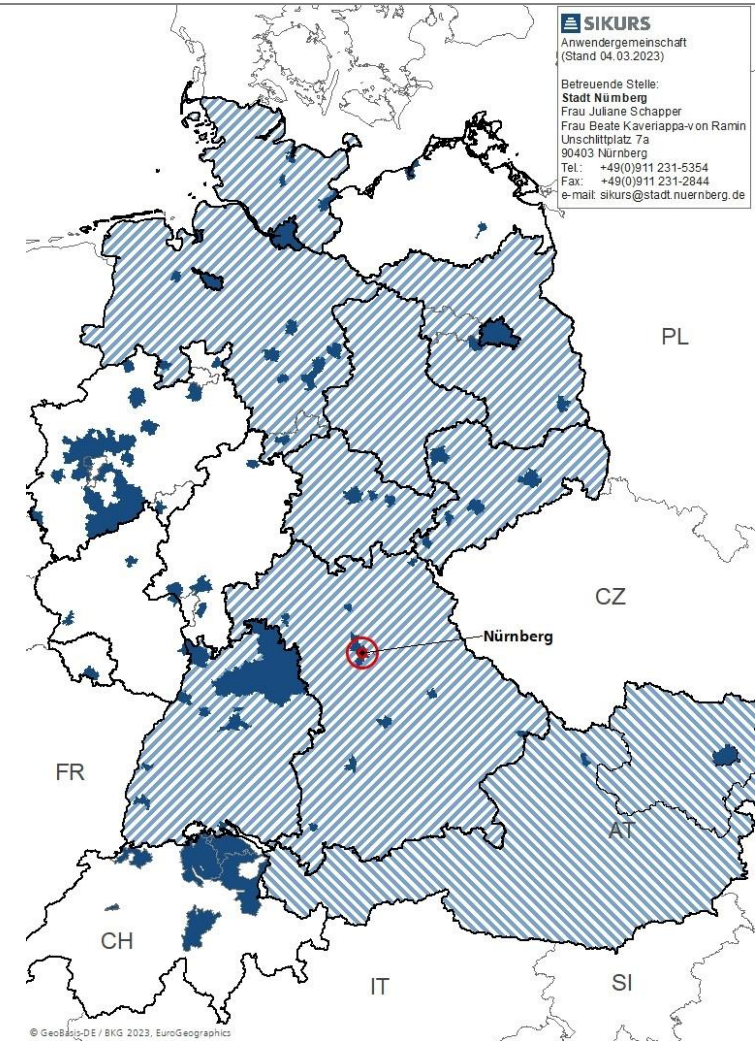 SIKURS
Anwendergemeinschaft
(Stand 04.03.2023)
Betreuende Stelle:
Stadt Nürnberg
Frau Juliane Schapper
Frau Beate Kaveriappa-von Ramin
Unschlittplatz 7a
90403 Nürnberg
Tel.: +49(0)911 231-5354
Fax: +49(0)911 231-2844
e-mail: sikurs@stadt.nuernberg.de
PL
CZ
Nürnberg
FR
AT
CH
IT
SI
© GeoBasis-DE / BKG 2023, EuroGeographics